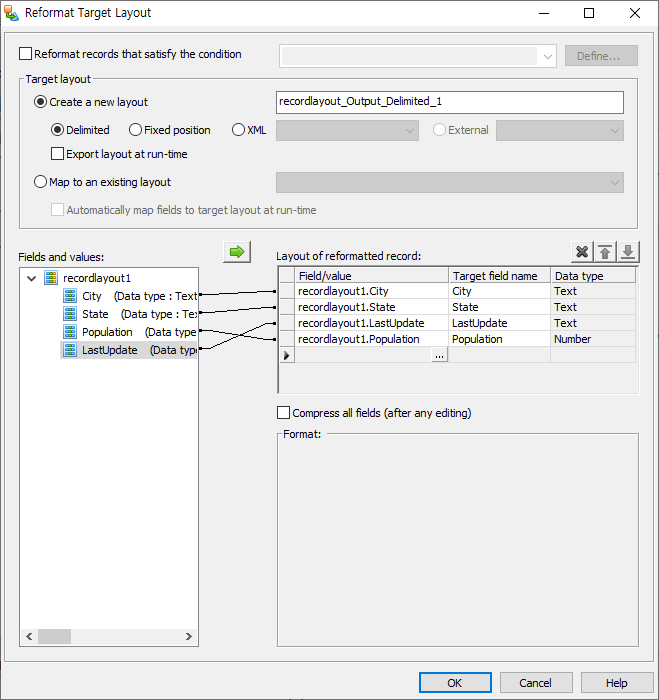 Reformat Target Layout
Reformat records that satisfy the condition
Define...
Target layout
Create a new layout
recordlayout_Output_Delimited_1
Delimited Fixed position XML External
Export layout at run-time
Map to an existing layout
Automatically map fields to target layout at run-time
Fields and values:
recordlayout1
City (Data type : Text
State (Data type : Tex
Population (Data type
LastUpdate (Data typ
Layout of reformatted record:
Field/value Target field name Data type
recordlayout1.City City Text
recordlayout1.State State Text
recordlayout1.LastUpdate LastUpdate Text
recordlayout1.Population Population Number
...
Compress all fields (after any editing)
Format:
OK Cancel Help